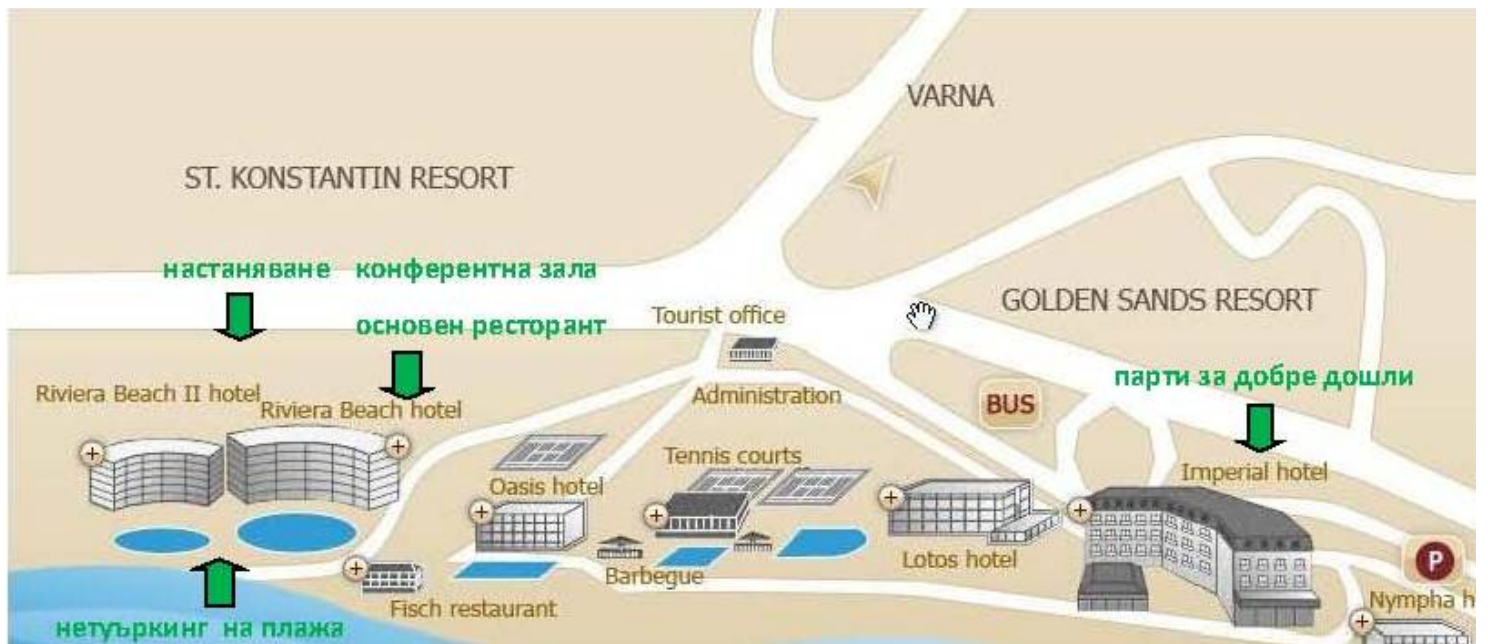 VARNA
ST. KONSTANTIN RESORT
настаняване
конферентна зала
GOLDEN SANDS RESORT
Tourist office
основен ресторант
парти за добре дошли
Riviera Beach II hotel
Riviera Beach hotel
Administration
BUS
Tennis courts
Imperial hotel
Oasis hotel
Lotos hotel
P
Barbegue
Fisch restaurant
Nympha h
нетуъркинг на плажа